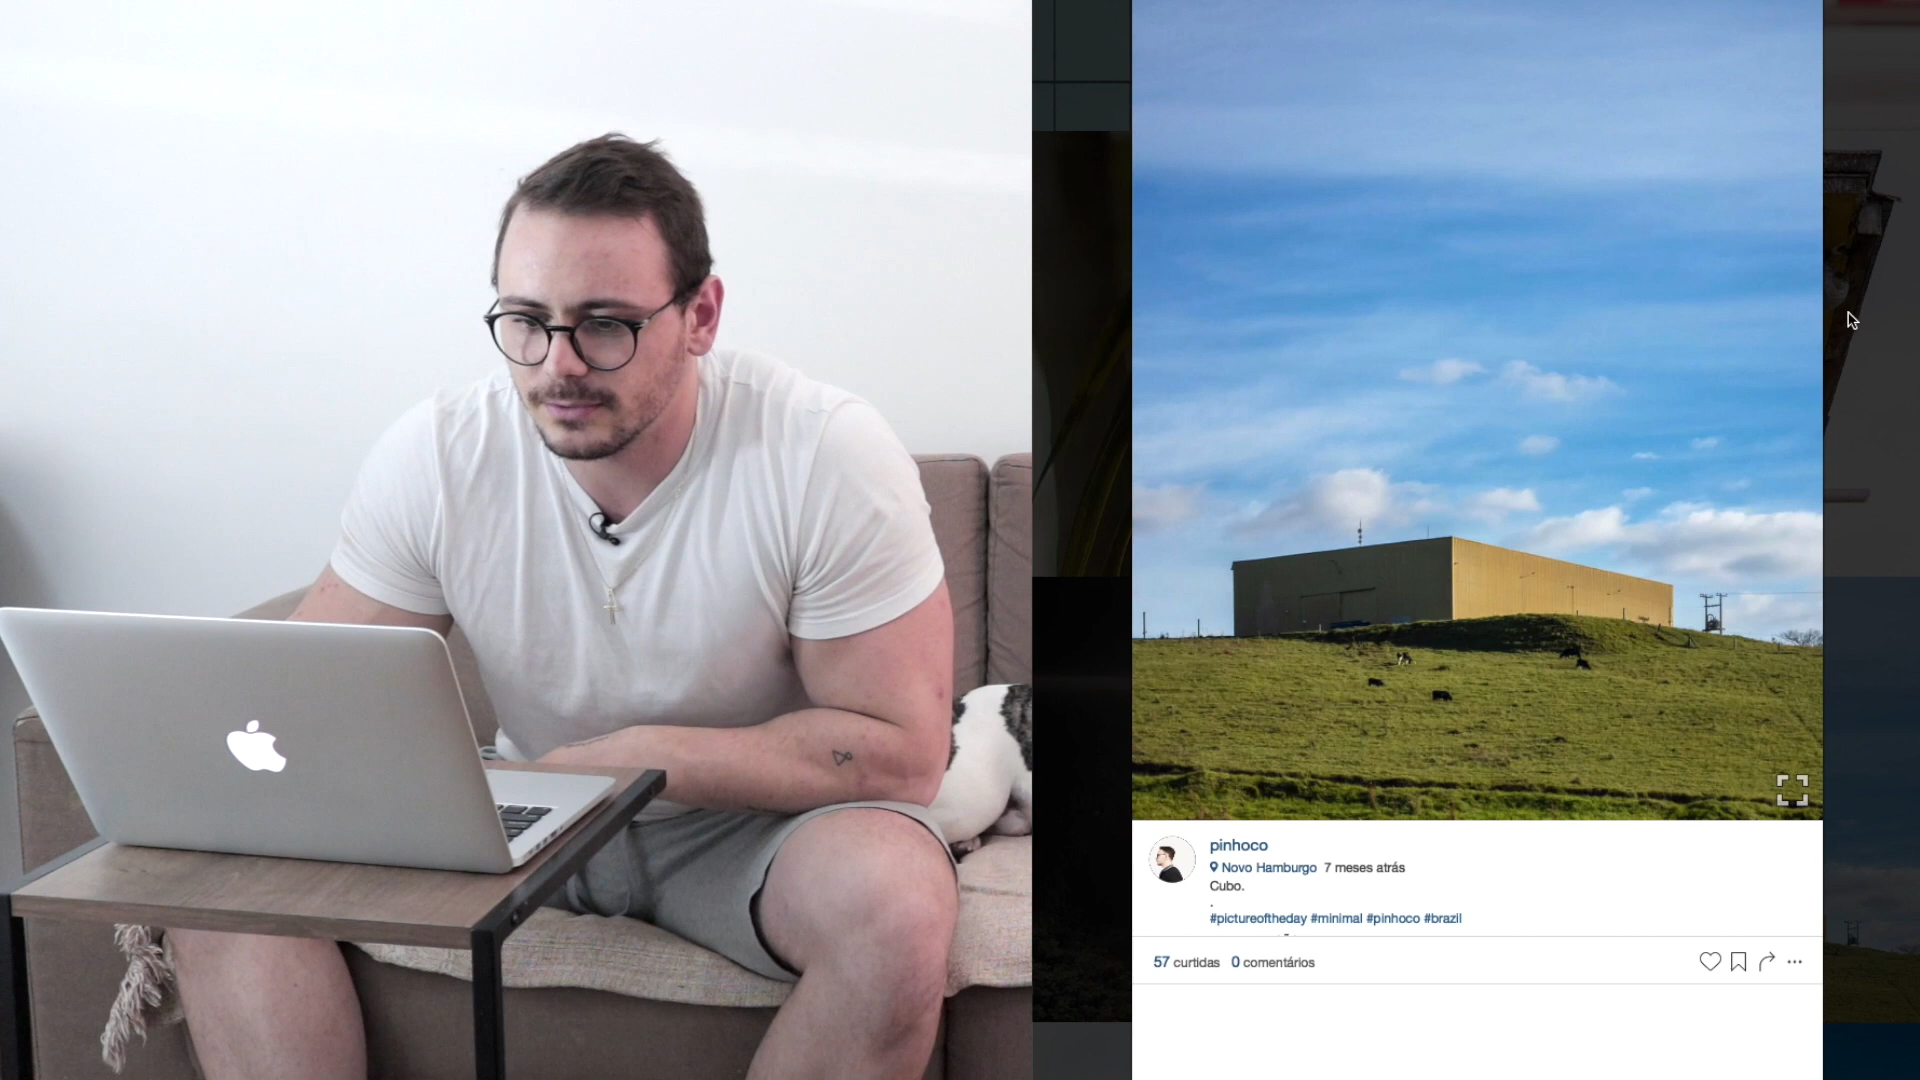 pinhoco
Novo Hamburgo 7 meses atrás
Cubo.
.
#pictureoftheday #minimal #pinhoco #brazil
57 curtidas 0 comentários